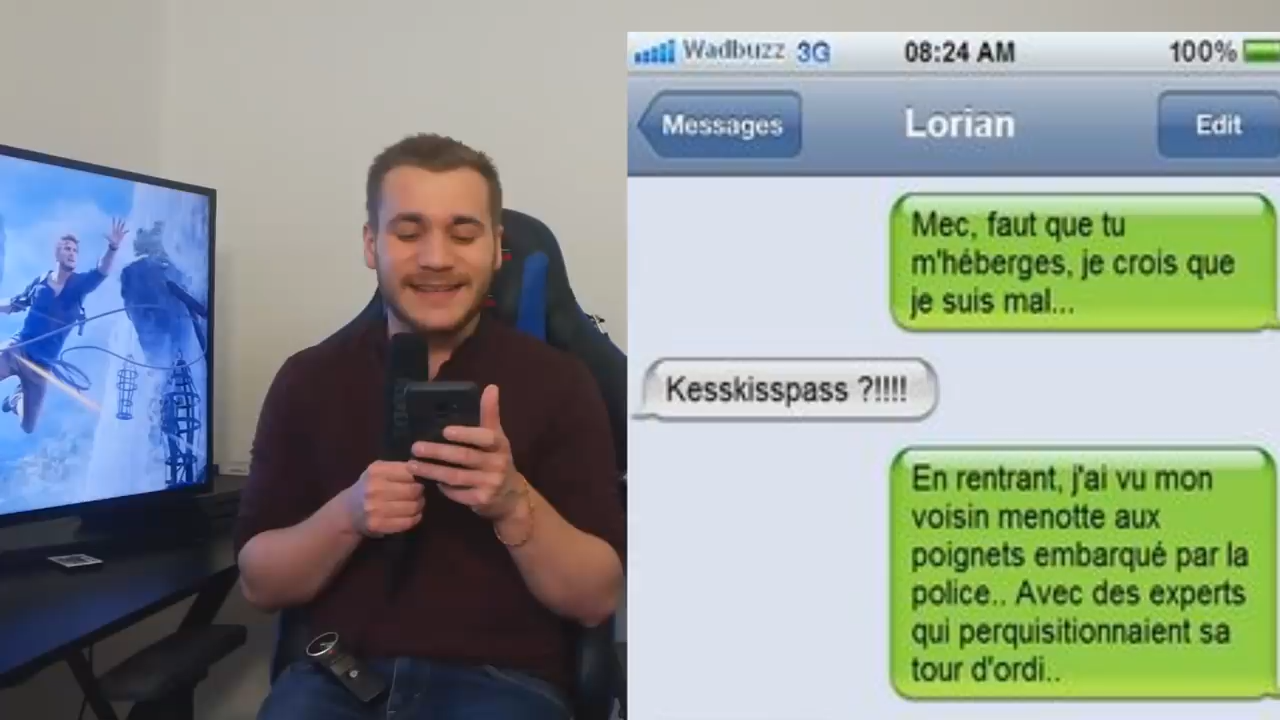 Wadbuzz 3G 08:24 AM 100%
Messages Lorian Edit
Mec, faut que tu
m'héberges, je crois que
je suis mal...
Kesskisspass ?!!!!
En rentrant, j'ai vu mon
voisin menotte aux
poignets embarqué par la
police.. Avec des experts
qui perquisitionnaient sa
tour d'ordi..